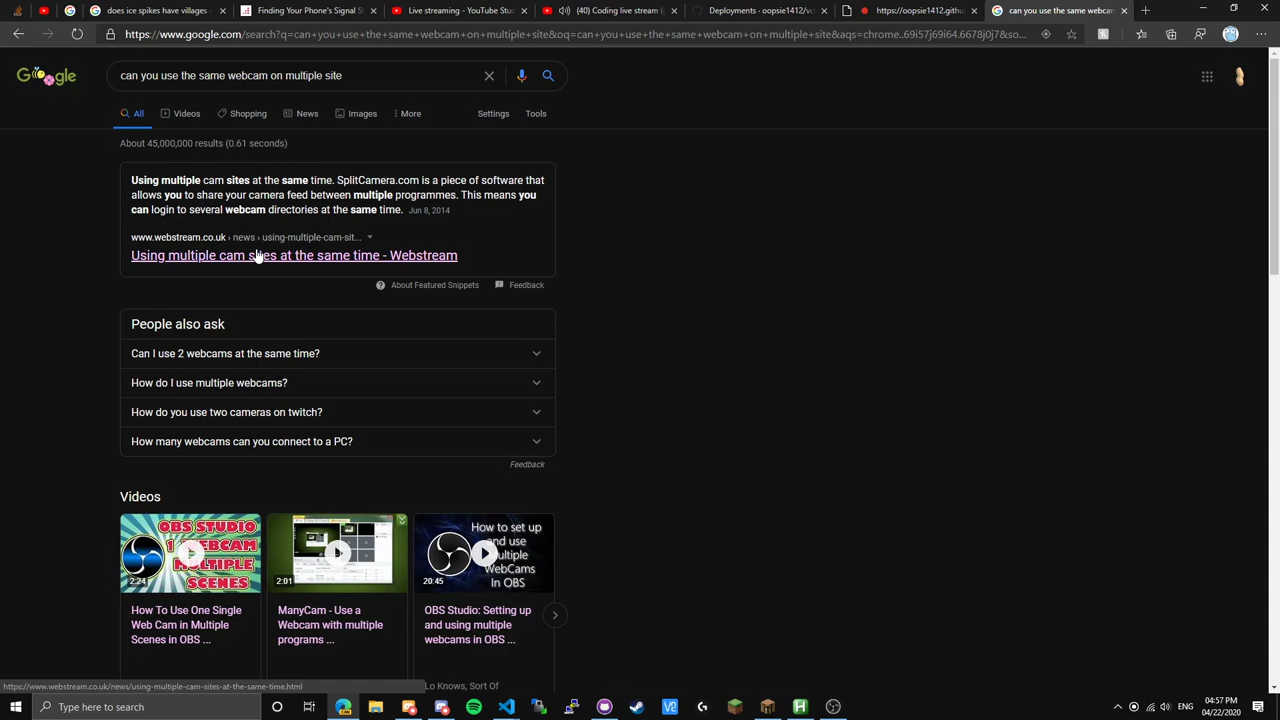 does ice spikes have villages -
Finding Your Phone's Signal St
Live streaming - YouTube Stud
(40) Coding live stream (g
Deployments · oopsie1412/vc
https://oopsie1412.github.
can you use the same webcam
https://www.google.com/search?q=can+you+use+the+same+webcam+on+multiple+site&oq=can+you+use+the+same+webcam+on+multiple+site&aqs=chrome..69i57j69i64.6678j0j7&so...
Google
can you use the same webcam on multiple site
All
Videos
Shopping
News
Images
More
Settings
Tools
About 45,000,000 results (0.61 seconds)
Using multiple cam sites at the same time. SplitCamera.com is a piece of software that
allows you to share your camera feed between multiple programmes. This means you
can login to several webcam directories at the same time. Jun 8, 2014
www.webstream.co.uk › news › using-multiple-cam-sit...
Using multiple cam sites at the same time - Webstream
About Featured Snippets
Feedback
People also ask
Can I use 2 webcams at the same time?
How do I use multiple webcams?
How do you use two cameras on twitch?
How many webcams can you connect to a PC?
Feedback
Videos
OBS STUDIO
1 WEBCAM
MULTIPLE
SCENES
How to set up
and use
Multiple
WebCams
In OBS
2:01
20:45
How To Use One Single
Web Cam in Multiple
Scenes in OBS ...
ManyCam - Use a
Webcam with multiple
programs ...
OBS Studio: Setting up
and using multiple
webcams in OBS ...
Lo Knows, Sort Of
https://www.webstream.co.uk/news/using-multiple-cam-sites-at-the-same-time.html
Type here to search
ENG
04:57 PM
04/22/2020